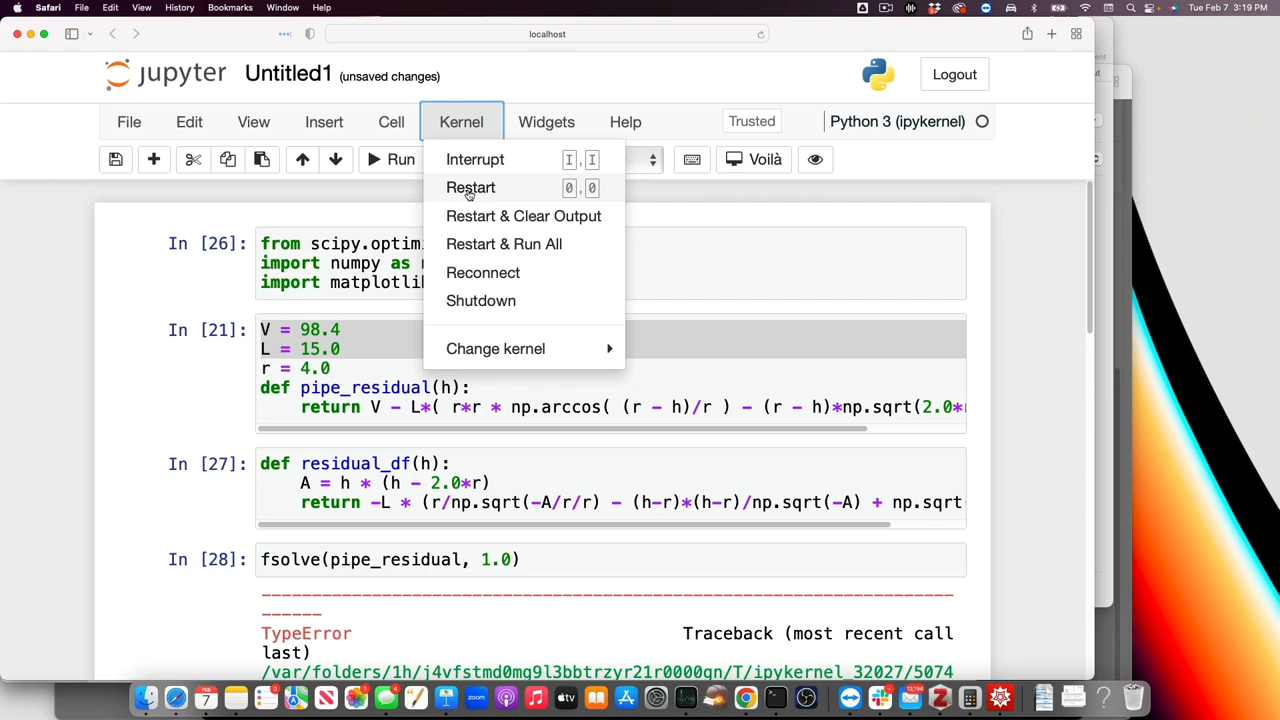 Safari File Edit View History Bookmarks Window Help Tue Feb 7 3:19 PM
localhost
jupyter Untitled1 (unsaved changes) Logout
File Edit View Insert Cell Kernel Widgets Help Trusted Python 3 (ipykernel)
Run Voilà
Interrupt I,I
Restart 0,0
Restart & Clear Output
Restart & Run All
Reconnect
Shutdown
Change kernel
In [26]: from scipy.optim
import numpy as
import matplotli
In [21]: V = 98.4
L = 15.0
r = 4.0
def pipe_residual(h):
return V - L*( r*r * np.arccos( (r - h)/r ) - (r - h)*np.sqrt(2.0*
In [27]: def residual_df(h):
A = h * (h - 2.0*r)
return -L * (r/np.sqrt(-A/r/r) - (h-r)*(h-r)/np.sqrt(-A) + np.sqrt
In [28]: fsolve(pipe_residual, 1.0)
---------------------------------------------------------------------
------
TypeError Traceback (most recent call
last)
/var/folders/1h/j4vfstmd0mg9l3bbtrzyr21r0000gn/T/ipykernel_32027/5074
zoom
tv